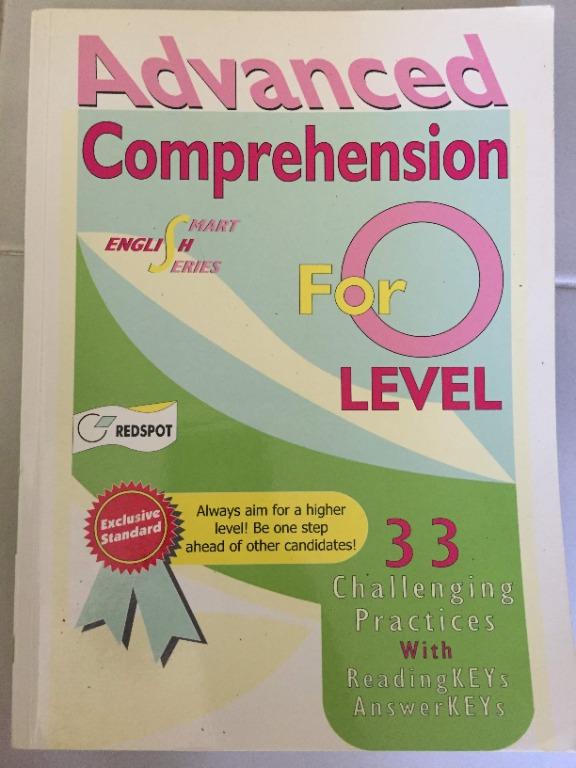 Advanced
Comprehension
SMART
ENGLISH
SERIES
For O
LEVEL
REDSPOT
Exclusive
Standard
Always aim for a higher
level! Be one step
ahead of other candidates!
33
Challenging
Practices
With
ReadingKEYs
AnswerKEYs